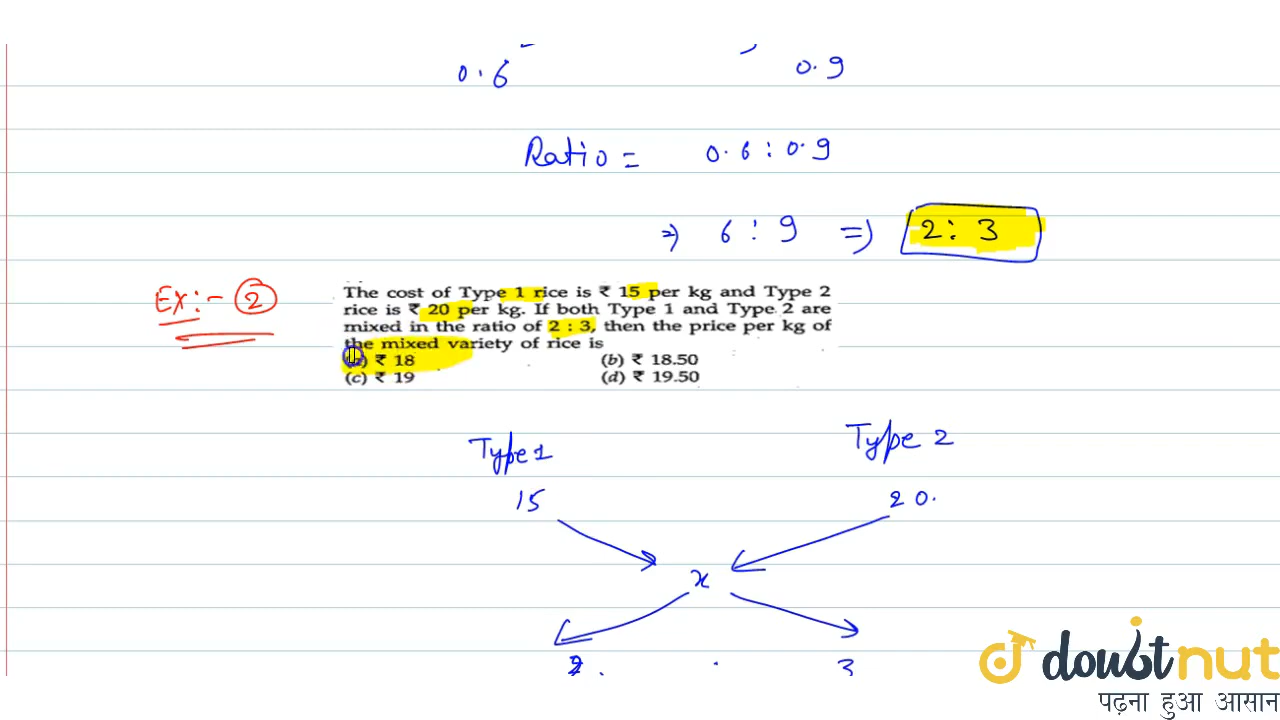 0.6 0.9
Ratio = 0.6 : 0.9
⇒ 6 : 9 ⇒ 2 : 3
Ex:- 2
The cost of Type 1 rice is ₹ 15 per kg and Type 2
rice is ₹ 20 per kg. If both Type 1 and Type 2 are
mixed in the ratio of 2 : 3, then the price per kg of
the mixed variety of rice is
(a) ₹ 18 (b) ₹ 18.50
(c) ₹ 19 (d) ₹ 19.50
Type 1 Type 2
15 20.
x
2. 3
doubtnut
पढ़ना हुआ आसान